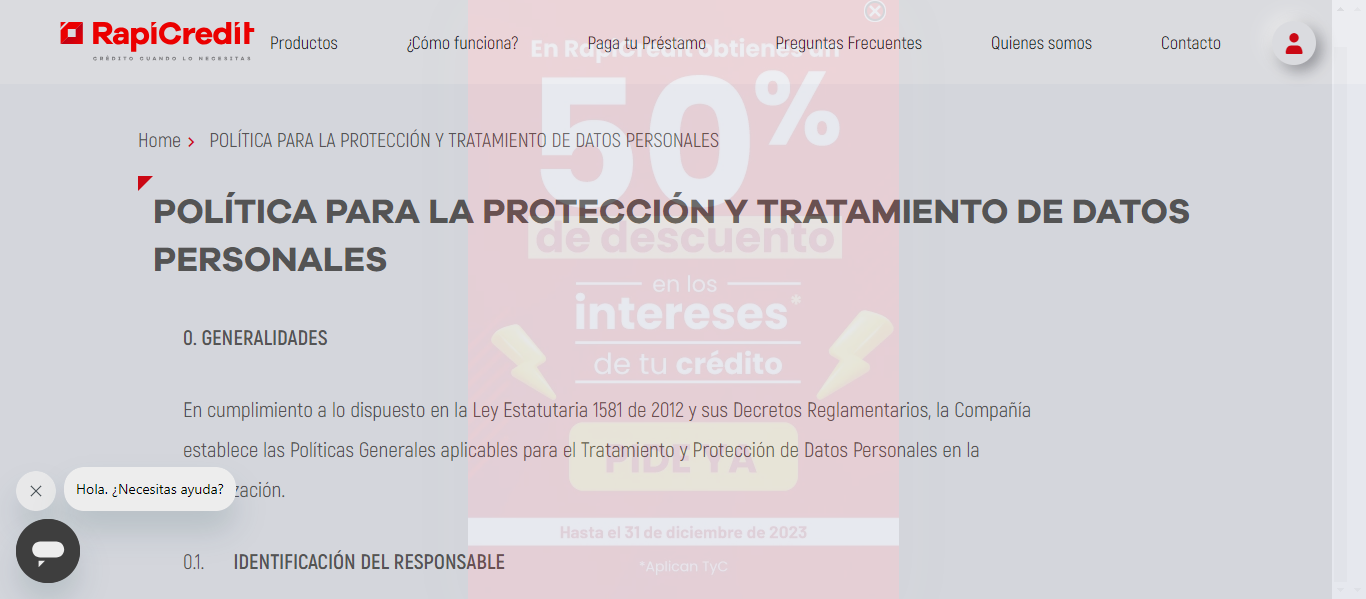 RapiCredit
CRÉDITO CUANDO LO NECESITAS
Productos
¿Cómo funciona?
Paga tu Préstamo
Preguntas Frecuentes
Quienes somos
Contacto
Home > POLÍTICA PARA LA PROTECCIÓN Y TRATAMIENTO DE DATOS PERSONALES
POLÍTICA PARA LA PROTECCIÓN Y TRATAMIENTO DE DATOS
PERSONALES
0. GENERALIDADES
En cumplimiento a lo dispuesto en la Ley Estatutaria 1581 de 2012 y sus Decretos Reglamentarios, la Compañía
establece las Políticas Generales aplicables para el Tratamiento y Protección de Datos Personales en la
zación.
0.1. IDENTIFICACIÓN DEL RESPONSABLE
En RapiCredit obtienes un
50%
de descuento
en los
intereses*
de tu crédito
PIDE YA
Hasta el 31 de diciembre de 2023
*Aplican TyC
Hola. ¿Necesitas ayuda?